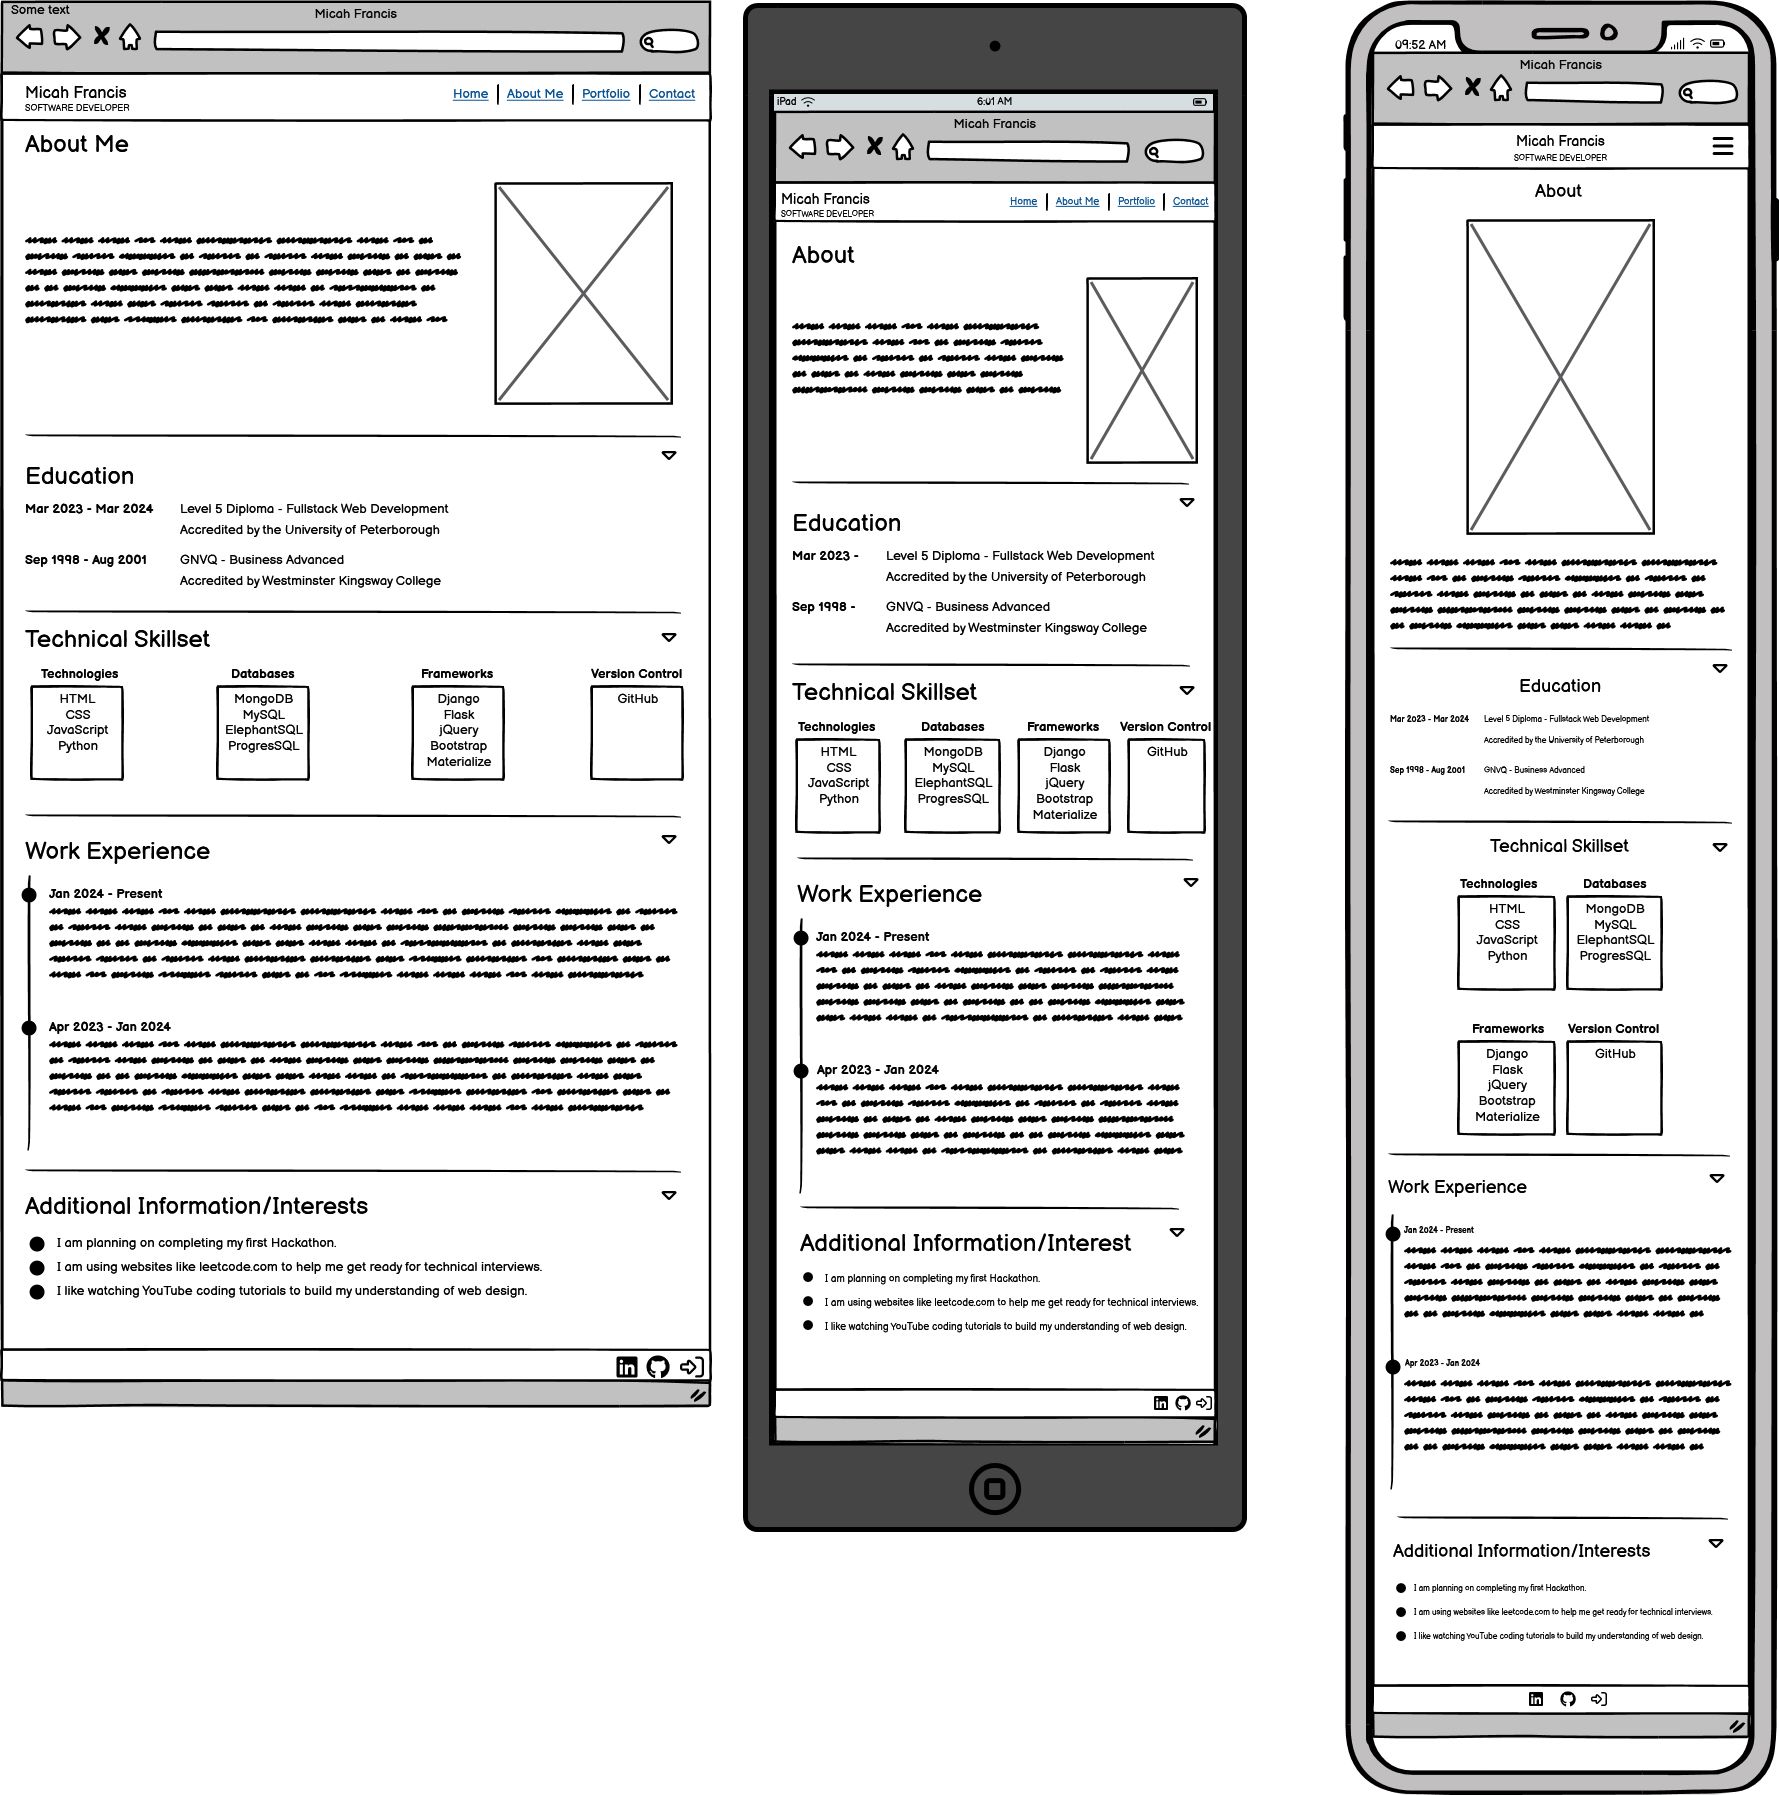 Some text
Micah Francis
Micah Francis
SOFTWARE DEVELOPER
Home
About Me
Portfolio
Contact
About Me
Education
Mar 2023 - Mar 2024 Level 5 Diploma - Fullstack Web Development
Accredited by the University of Peterborough
Sep 1998 - Aug 2001 GNVQ - Business Advanced
Accredited by Westminster Kingsway College
Technical Skillset
Technologies
HTML
CSS
JavaScript
Python
Databases
MongoDB
MySQL
ElephantSQL
ProgresSQL
Frameworks
Django
Flask
jQuery
Bootstrap
Materialize
Version Control
GitHub
Work Experience
Jan 2024 - Present
Apr 2023 - Jan 2024
Additional Information/Interests
I am planning on completing my first Hackathon.
I am using websites like leetcode.com to help me get ready for technical interviews.
I like watching YouTube coding tutorials to build my understanding of web design.
in
iPad
6:01 AM
Micah Francis
Micah Francis
SOFTWARE DEVELOPER
Home
About Me
Portfolio
Contact
About
Education
Mar 2023 - Level 5 Diploma - Fullstack Web Development
Accredited by the University of Peterborough
Sep 1998 - GNVQ - Business Advanced
Accredited by Westminster Kingsway College
Technical Skillset
Technologies
HTML
CSS
JavaScript
Python
Databases
MongoDB
MySQL
ElephantSQL
ProgresSQL
Frameworks
Django
Flask
jQuery
Bootstrap
Materialize
Version Control
GitHub
Work Experience
Jan 2024 - Present
Apr 2023 - Jan 2024
Additional Information/Interest
I am planning on completing my first Hackathon.
I am using websites like leetcode.com to help me get ready for technical interviews.
I like watching YouTube coding tutorials to build my understanding of web design.
in
09:52 AM
Micah Francis
Micah Francis
SOFTWARE DEVELOPER
About
Education
Mar 2023 - Mar 2024 Level 5 Diploma - Fullstack Web Development
Accredited by the University of Peterborough
Sep 1998 - Aug 2001 GNVQ - Business Advanced
Accredited by Westminster Kingsway College
Technical Skillset
Technologies
HTML
CSS
JavaScript
Python
Databases
MongoDB
MySQL
ElephantSQL
ProgresSQL
Frameworks
Django
Flask
jQuery
Bootstrap
Materialize
Version Control
GitHub
Work Experience
Jan 2024 - Present
Apr 2023 - Jan 2024
Additional Information/Interests
I am planning on completing my first Hackathon.
I am using websites like leetcode.com to help me get ready for technical interviews.
I like watching YouTube coding tutorials to build my understanding of web design.
in